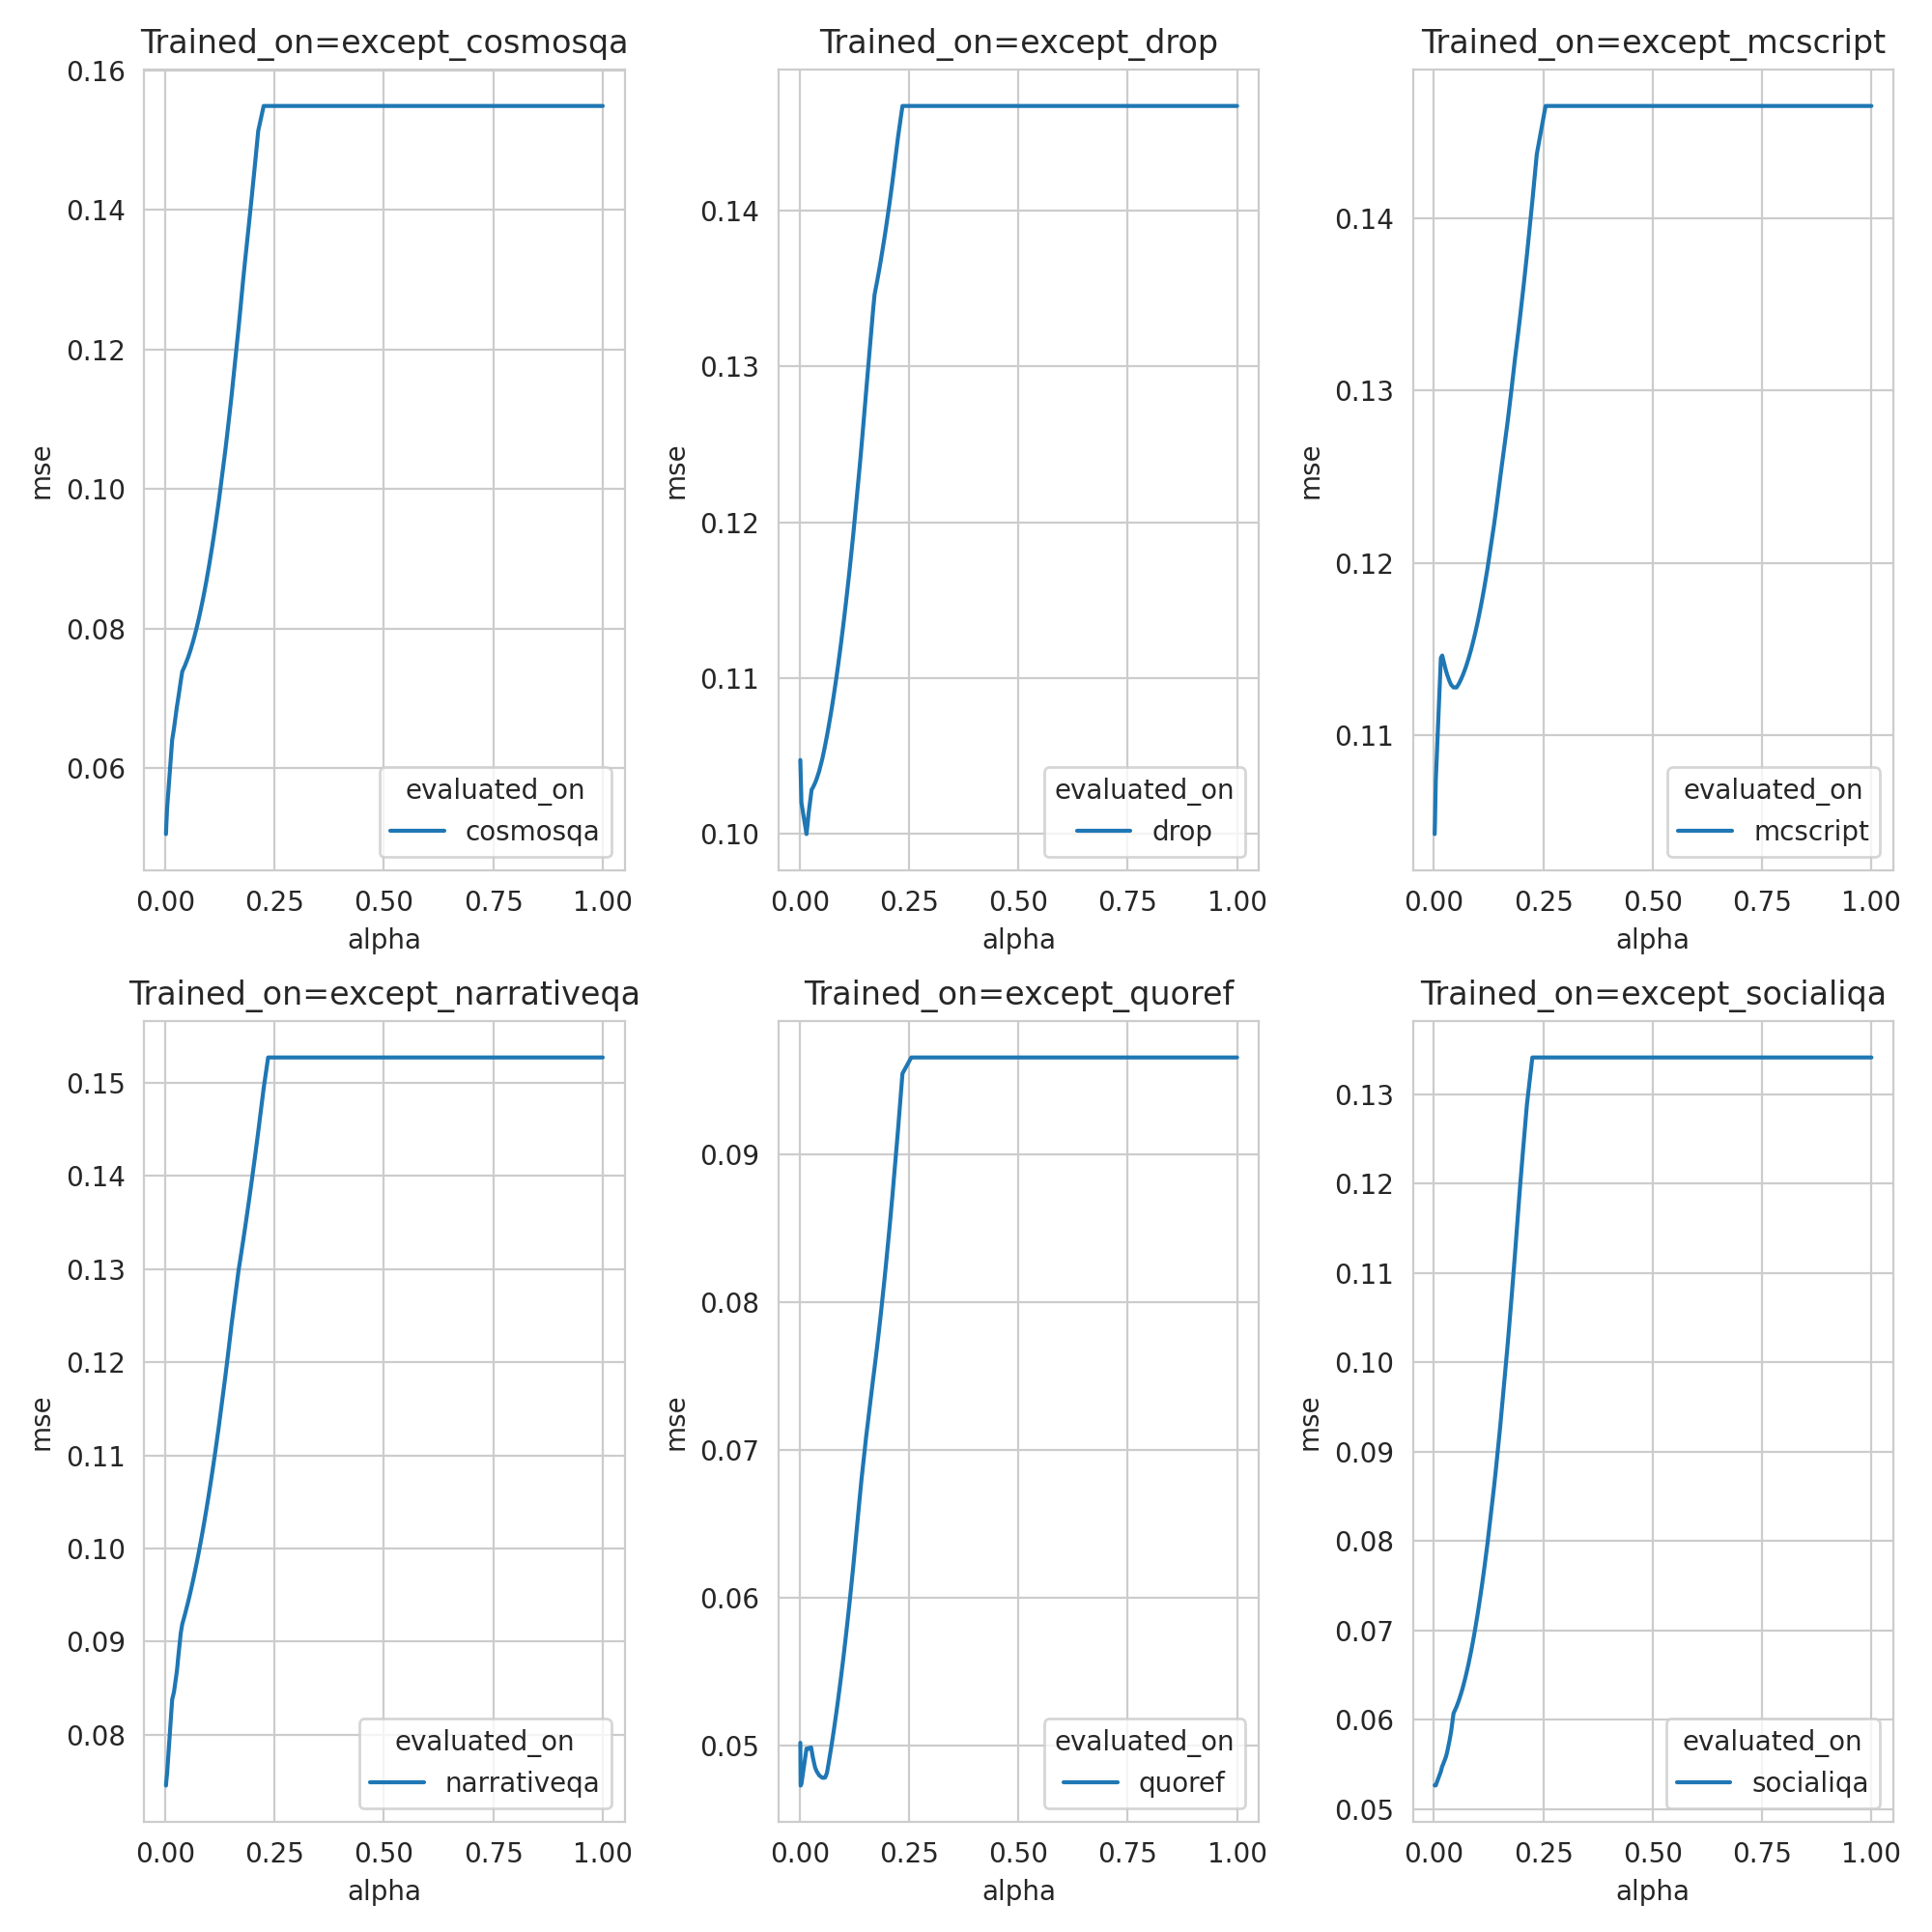 Trained_on=except_cosmosqa
0.16
0.14
0.12
0.10
0.08
0.06
mse
evaluated_on
cosmosqa
0.00 0.25 0.50 0.75 1.00
alpha
Trained_on=except_drop
0.14
0.13
0.12
0.11
0.10
mse
evaluated_on
drop
0.00 0.25 0.50 0.75 1.00
alpha
Trained_on=except_mcscript
0.14
0.13
0.12
0.11
mse
evaluated_on
mcscript
0.00 0.25 0.50 0.75 1.00
alpha
Trained_on=except_narrativeqa
0.15
0.14
0.13
0.12
0.11
0.10
0.09
0.08
mse
evaluated_on
narrativeqa
0.00 0.25 0.50 0.75 1.00
alpha
Trained_on=except_quoref
0.09
0.08
0.07
0.06
0.05
mse
evaluated_on
quoref
0.00 0.25 0.50 0.75 1.00
alpha
Trained_on=except_socialiqa
0.13
0.12
0.11
0.10
0.09
0.08
0.07
0.06
0.05
mse
evaluated_on
socialiqa
0.00 0.25 0.50 0.75 1.00
alpha